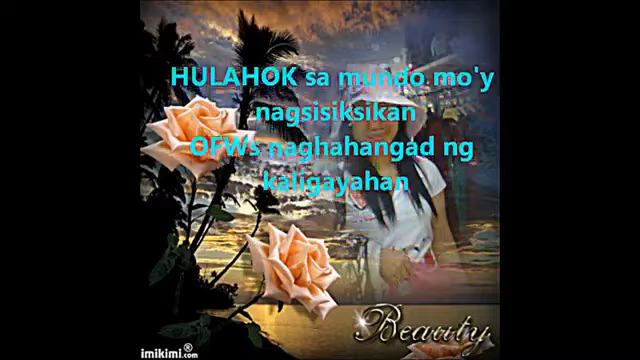 HULAHOK sa mundo mo'y
nagsisiksikan
OFWs naghahangad ng
kaligayahan
Beauty
imikimi.com®